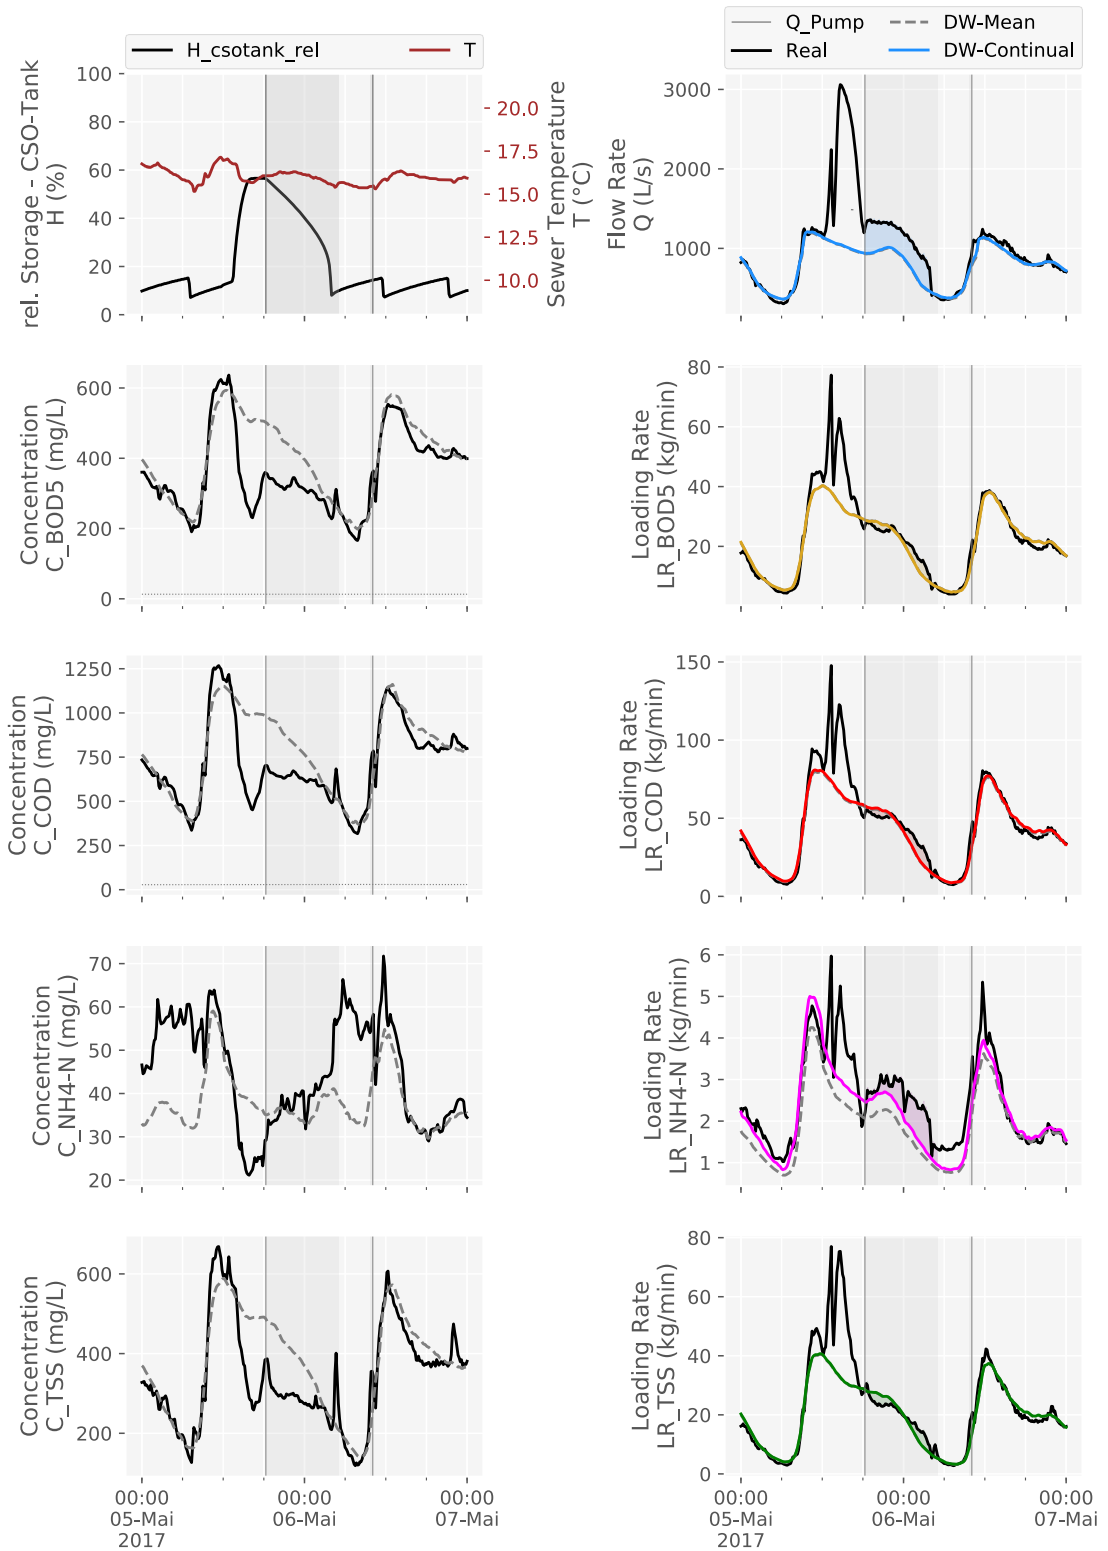 H_csotank_rel
T
rel. Storage - CSO-Tank
H (%)
100
80
60
40
20
0
20.0
17.5
15.0
12.5
10.0
Sewer Temperature
T (°C)
Q_Pump
Real
DW-Mean
DW-Continual
Flow Rate
Q (L/s)
3000
2000
1000
Concentration
C_BOD5 (mg/L)
600
400
200
0
Loading Rate
LR_BOD5 (kg/min)
80
60
40
20
Concentration
C_COD (mg/L)
1250
1000
750
500
250
0
Loading Rate
LR_COD (kg/min)
150
100
50
0
Concentration
C_NH4-N (mg/L)
70
60
50
40
30
20
Loading Rate
LR_NH4-N (kg/min)
6
5
4
3
2
1
Concentration
C_TSS (mg/L)
600
400
200
00:00
05-Mai
2017
00:00
06-Mai
00:00
07-Mai
Loading Rate
LR_TSS (kg/min)
80
60
40
20
0
00:00
05-Mai
2017
00:00
06-Mai
00:00
07-Mai